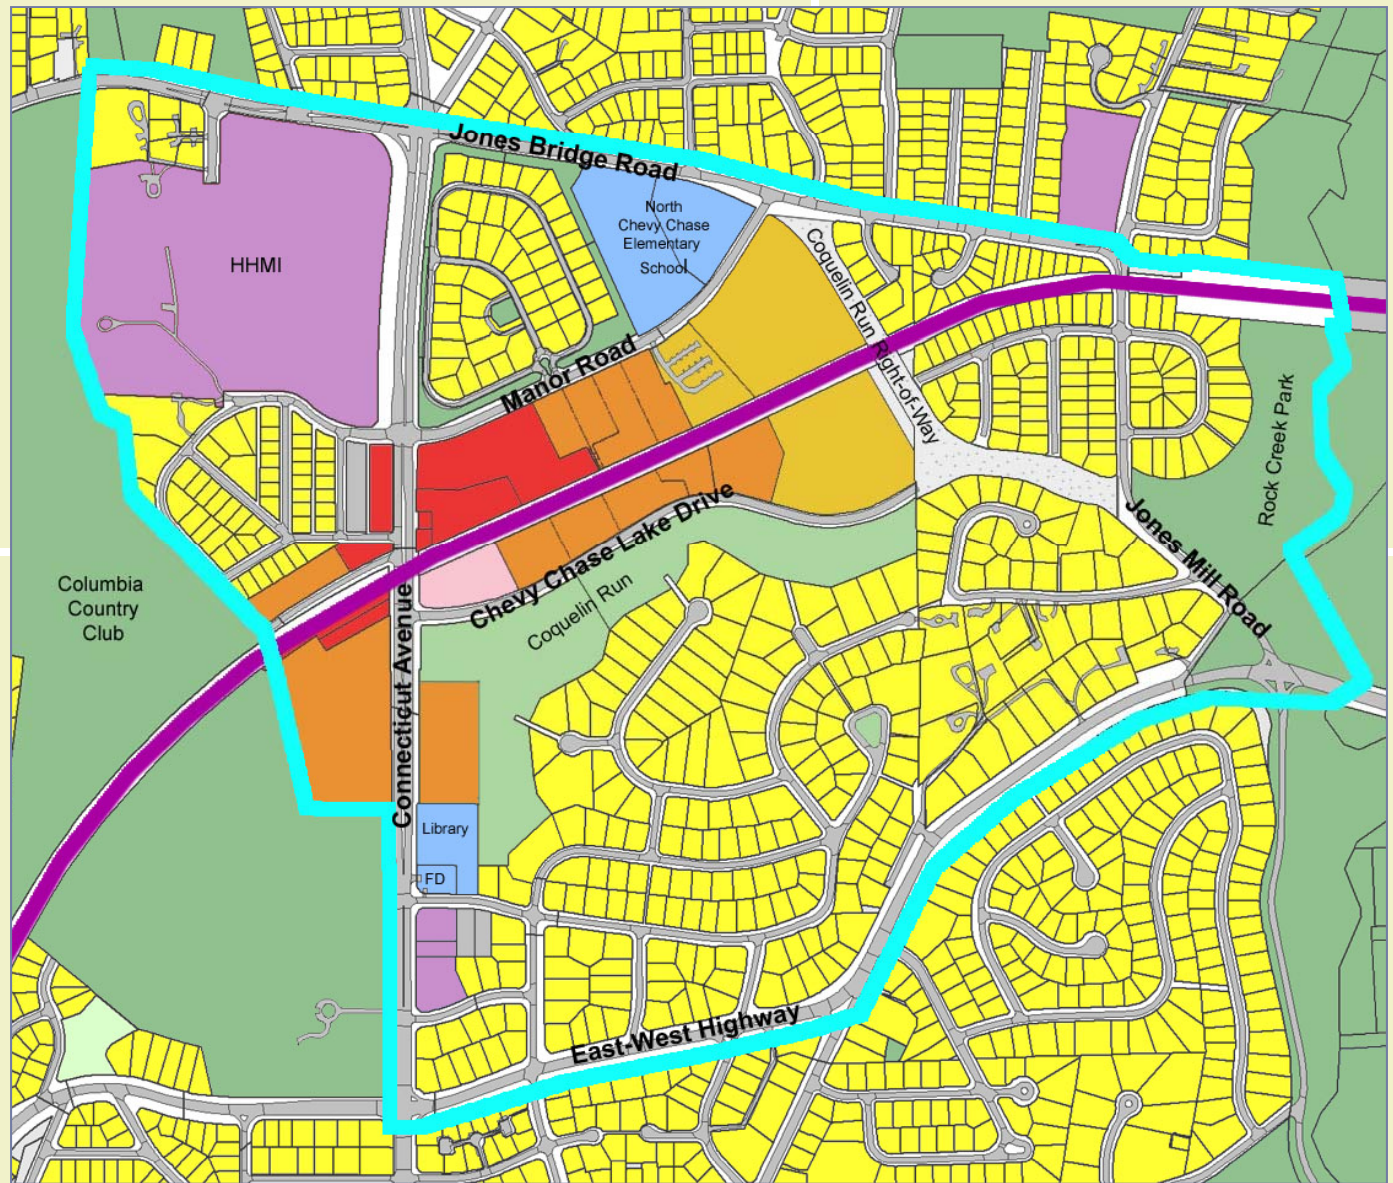 Jones Bridge Road
North
Chevy Chase
Elementary
School
HHMI
Coquelin Run Right-of-Way
Manor Road
Rock Creek Park
Chevy Chase Lake Drive
Coquelin Run
Jones Mill Road
Columbia
Country
Club
Connecticut Avenue
Library
FD
East-West Highway